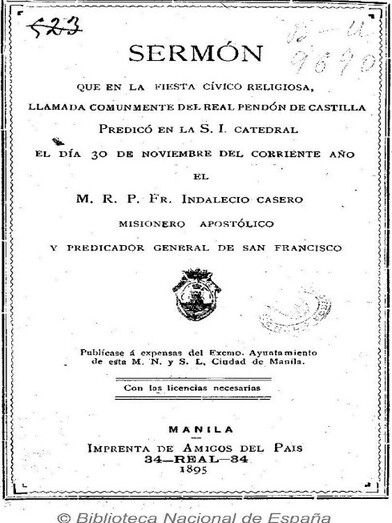 523
B-U
9690
SERMÓN
QUE EN LA FIESTA CÍVICO RELIGIOSA,
LLAMADA COMUNMENTE DEL REAL PENDÓN DE CASTILLA
PREDICÓ EN LA S. I. CATEDRAL
EL DÍA 30 DE NOVIEMBRE DEL CORRIENTE AÑO
EL
M. R. P. FR. INDALECIO CASERO
MISIONERO APOSTÓLICO
Y PREDICADOR GENERAL DE SAN FRANCISCO
Publícase á expensas del Excmo. Ayuntamiento
de esta M. N. y S. L. Ciudad de Manila.
Con las licencias necesarias
MANILA
IMPRENTA DE AMIGOS DEL PAIS
34-REAL-34
1895
© Biblioteca Nacional de España